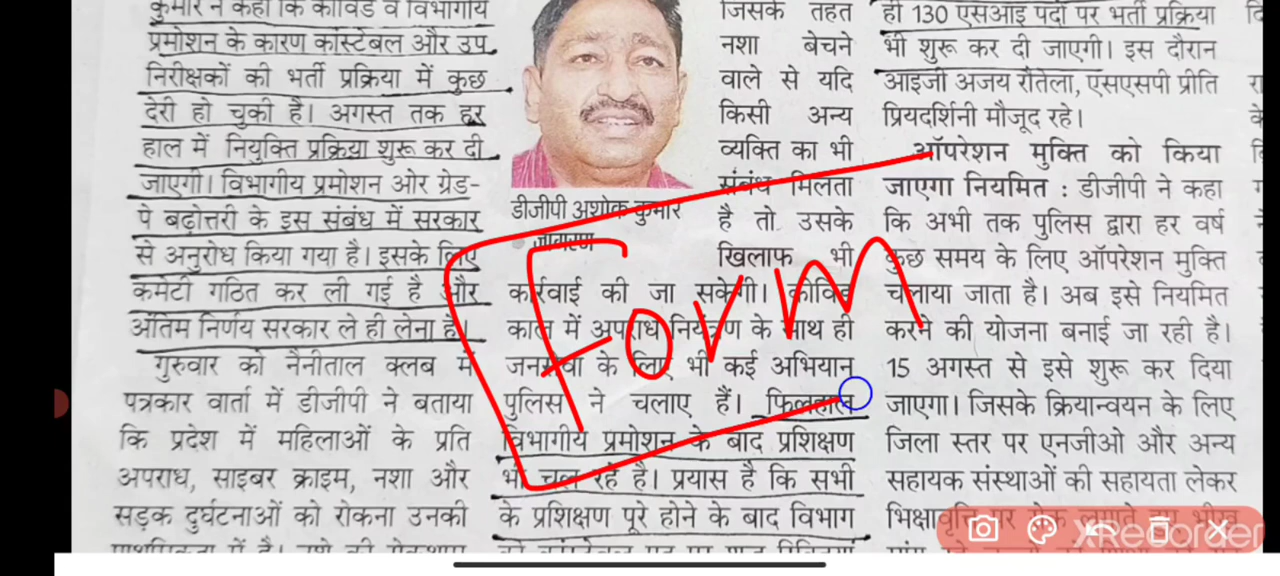 कुमार ने कहा कि कोविड व विभागीय
प्रमोशन के कारण कांस्टेबल और उप
निरीक्षकों की भर्ती प्रक्रिया में कुछ
देरी हो चुकी है। अगस्त तक हर
हाल में नियुक्ति प्रक्रिया शुरू कर दी
जाएगी। विभागीय प्रमोशन ओर ग्रेड-
पे बढ़ोत्तरी के इस संबंध में सरकार
से अनुरोध किया गया है। इसके लिए
कमेटी गठित कर ली गई है और
अंतिम निर्णय सरकार ले ही लेना है।
गुरुवार को नैनीताल क्लब में
पत्रकार वार्ता में डीजीपी ने बताया
कि प्रदेश में महिलाओं के प्रति
अपराध, साइबर क्राइम, नशा और
सड़क दुर्घटनाओं को रोकना उनकी
डीजीपी अशोक कुमार
जागरण
जिसके तहत
नशा बेचने
वाले से यदि
किसी अन्य
व्यक्ति का भी
संबंध मिलता
है तो उसके
खिलाफ भी
कार्रवाई की जा सकेगी। कोविड
काल में अपराध नियंत्रण के साथ ही
जनसेवा के लिए भी कई अभियान
पुलिस ने चलाए हैं। फिलहाल
विभागीय प्रमोशन के बाद प्रशिक्षण
भी चल रहे है। प्रयास है कि सभी
के प्रशिक्षण पूरे होने के बाद विभाग
Form
ही 130 एसआइ पदों पर भर्ती प्रक्रिया
भी शुरू कर दी जाएगी। इस दौरान
आइजी अजय रौतेला, एसएसपी प्रीति
प्रियदर्शिनी मौजूद रहे।
ऑपरेशन मुक्ति को किया
जाएगा नियमित : डीजीपी ने कहा
कि अभी तक पुलिस द्वारा हर वर्ष
कुछ समय के लिए ऑपरेशन मुक्ति
चलाया जाता है। अब इसे नियमित
करने की योजना बनाई जा रही है।
15 अगस्त से इसे शुरू कर दिया
जाएगा। जिसके क्रियान्वयन के लिए
जिला स्तर पर एनजीओ और अन्य
सहायक संस्थाओं की सहायता लेकर
भिक्षावृत्ति पर
XRecorder